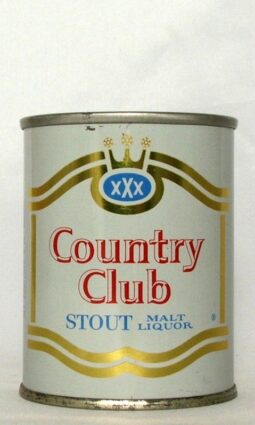 xXx
Country
Club
STOUT MALT LIQUOR ®